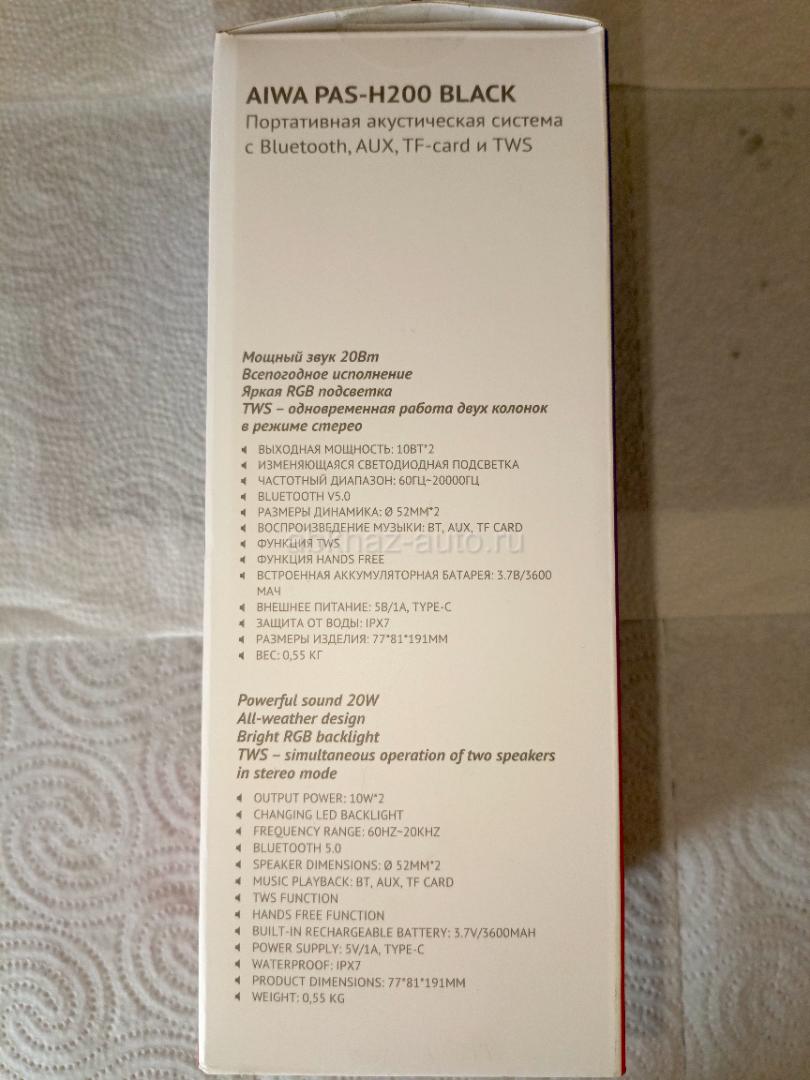 AIWA PAS-H200 BLACK
Портативная акустическая система
с Bluetooth, AUX, TF-card и TWS
Мощный звук 20Вт
Всепогодное исполнение
Яркая RGB подсветка
TWS – одновременная работа двух колонок
в режиме стерео
ВЫХОДНАЯ МОЩНОСТЬ: 10ВТ*2
ИЗМЕНЯЮЩАЯСЯ СВЕТОДИОДНАЯ ПОДСВЕТКА
ЧАСТОТНЫЙ ДИАПАЗОН: 60ГЦ~20000ГЦ
BLUETOOTH V5.0
РАЗМЕРЫ ДИНАМИКА: Ø 52ММ*2
ВОСПРОИЗВЕДЕНИЕ МУЗЫКИ: BT, AUX, TF CARD
ФУНКЦИЯ TWS
ФУНКЦИЯ HANDS FREE
ВСТРОЕННАЯ АККУМУЛЯТОРНАЯ БАТАРЕЯ: 3.7В/3600
МАЧ
ВНЕШНЕЕ ПИТАНИЕ: 5В/1А, TYPE-C
ЗАЩИТА ОТ ВОДЫ: IPX7
РАЗМЕРЫ ИЗДЕЛИЯ: 77*81*191ММ
ВЕС: 0,55 КГ
Powerful sound 20W
All-weather design
Bright RGB backlight
TWS – simultaneous operation of two speakers
in stereo mode
OUTPUT POWER: 10W*2
CHANGING LED BACKLIGHT
FREQUENCY RANGE: 60HZ~20KHZ
BLUETOOTH 5.0
SPEAKER DIMENSIONS: Ø 52MM*2
MUSIC PLAYBACK: BT, AUX, TF CARD
TWS FUNCTION
HANDS FREE FUNCTION
BUILT-IN RECHARGEABLE BATTERY: 3.7V/3600MAH
POWER SUPPLY: 5V/1A, TYPE-C
WATERPROOF: IPX7
PRODUCT DIMENSIONS: 77*81*191MM
WEIGHT: 0,55 KG